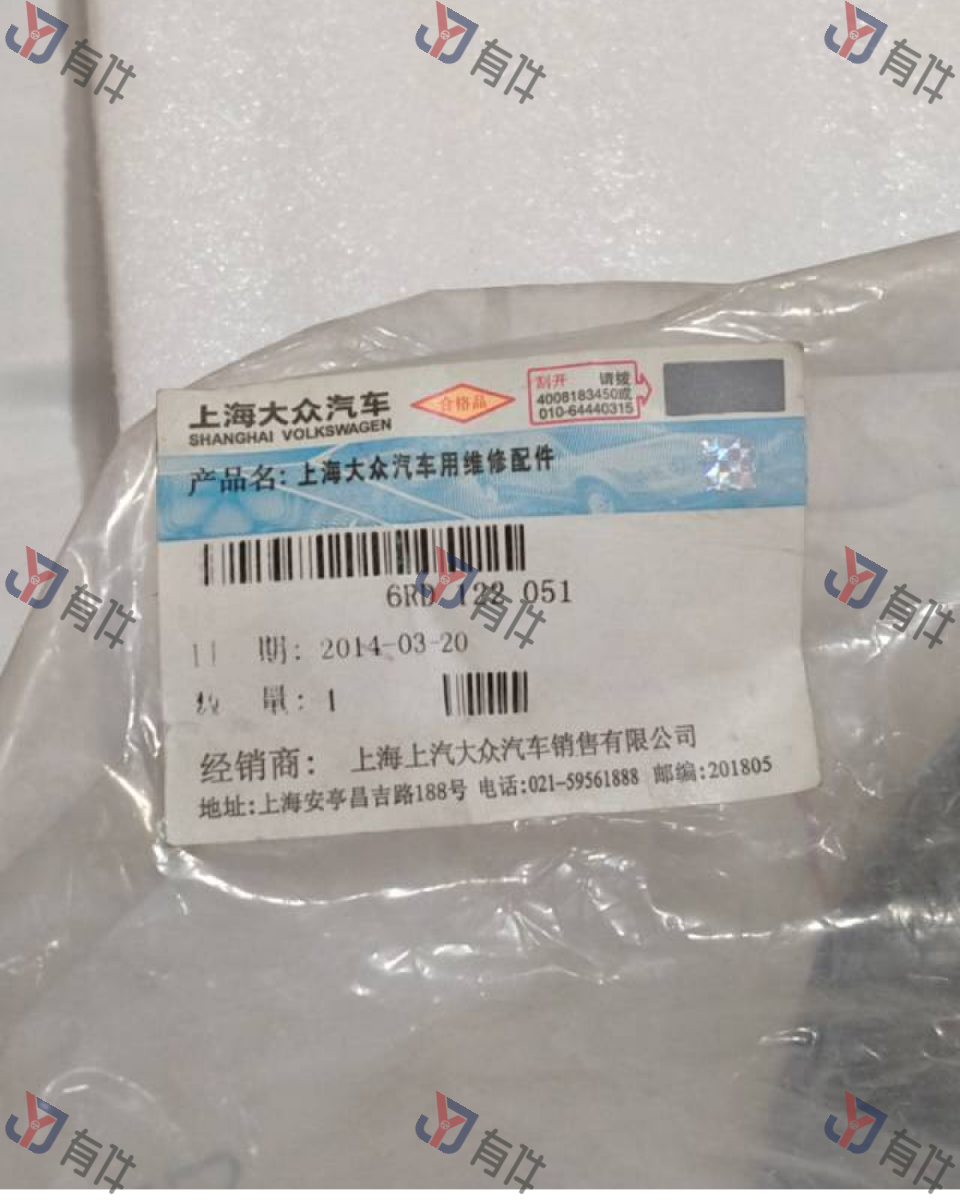 有件
有件
有件
上海大众汽车
SHANGHAI VOLKSWAGEN
合格品
刮开 请拨
4008183450或
010-64440315
产品名: 上海大众汽车用维修配件
6RD 122 051
有件
有件
有件
日 期: 2014-03-20
数 量: 1
经销商: 上海上汽大众汽车销售有限公司
地址:上海安亭昌吉路188号 电话:021-59561888 邮编:201805
有件
有件
有件